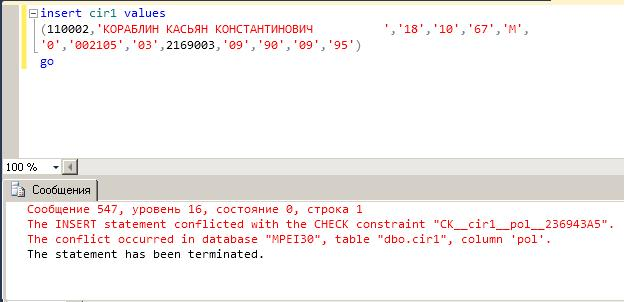 insert cir1 values
(110002,'КОРАБЛИН КАСЬЯН КОНСТАНТИНОВИЧ          ','18','10','67','М',
'0','002105','03',2169003,'09','90','09','95')
go
100 %
Сообщения
Сообщение 547, уровень 16, состояние 0, строка 1
The INSERT statement conflicted with the CHECK constraint "CK__cir1__pol__236943A5".
The conflict occurred in database "MPEI30", table "dbo.cir1", column 'pol'.
The statement has been terminated.